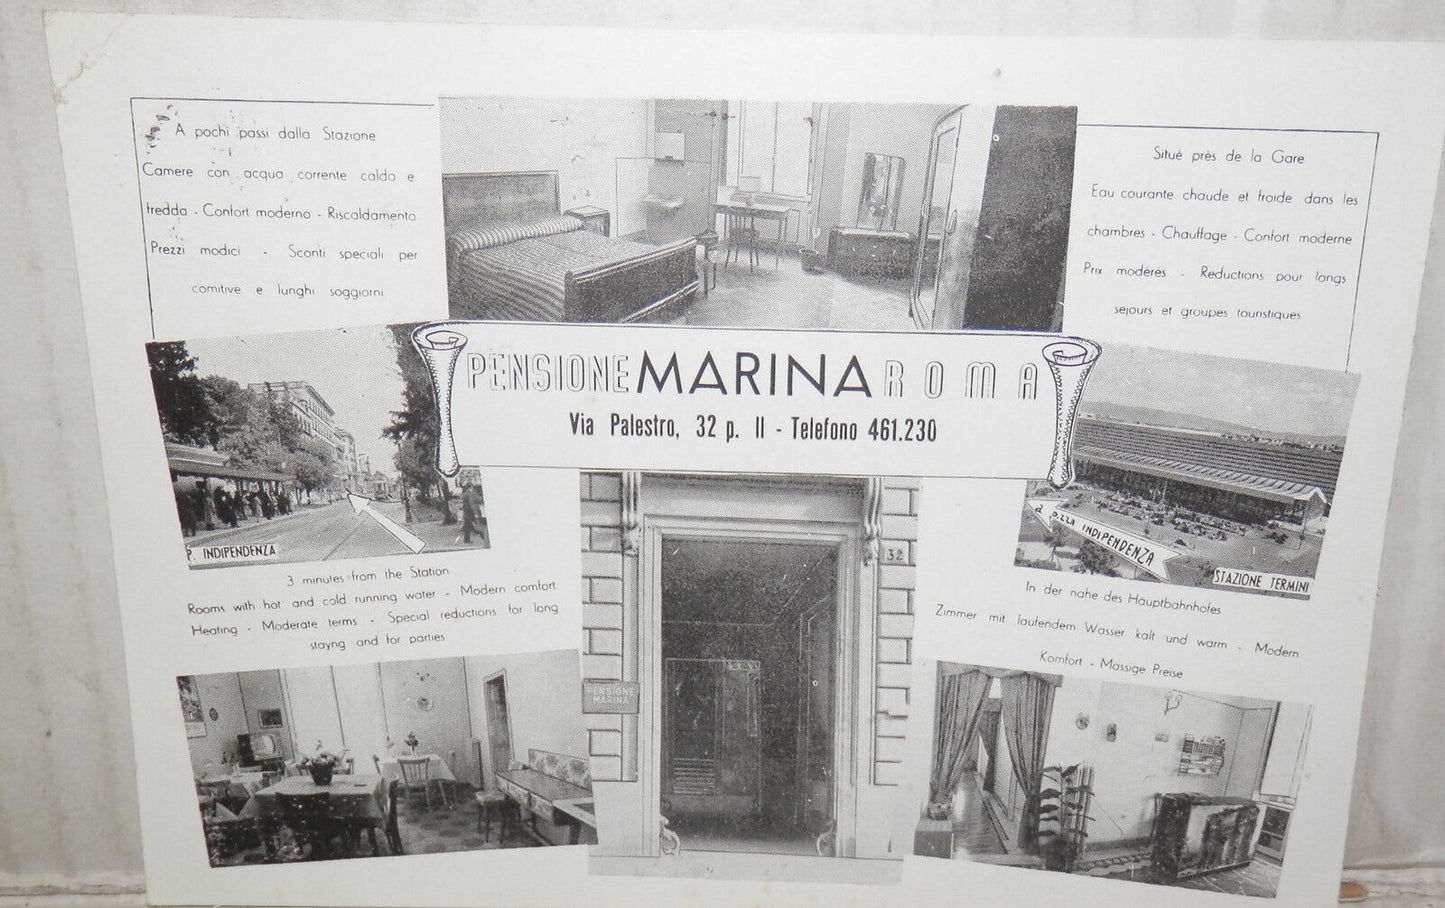 A pochi passi dalla Stazione
Camere con acqua corrente calda e
fredda - Confort moderno - Riscaldamento
Prezzi modici - Sconti speciali per
comitive e lunghi soggiorni
Situé près de la Gare
Eau courante chaude et froide dans les
chambres - Chauffage - Confort moderne
Prix modérés - Reductions pour longs
sejours et groupes touristiques
PENSIONE MARINA ROMA
Via Palestro, 32 p. II - Telefono 461.230
P. INDIPENDENZA
3 minutes from the Station
Rooms with hot and cold running water - Modern comfort
Heating - Moderate terms - Special reductions for long
stayng and for parties
a P.ZZA INDIPENDENZA
STAZIONE TERMINI
In der nahe des Hauptbahnhofes
Zimmer mit laufendem Wasser kalt und warm - Modern
Komfort - Massige Preise
32
PENSIONE
MARINA